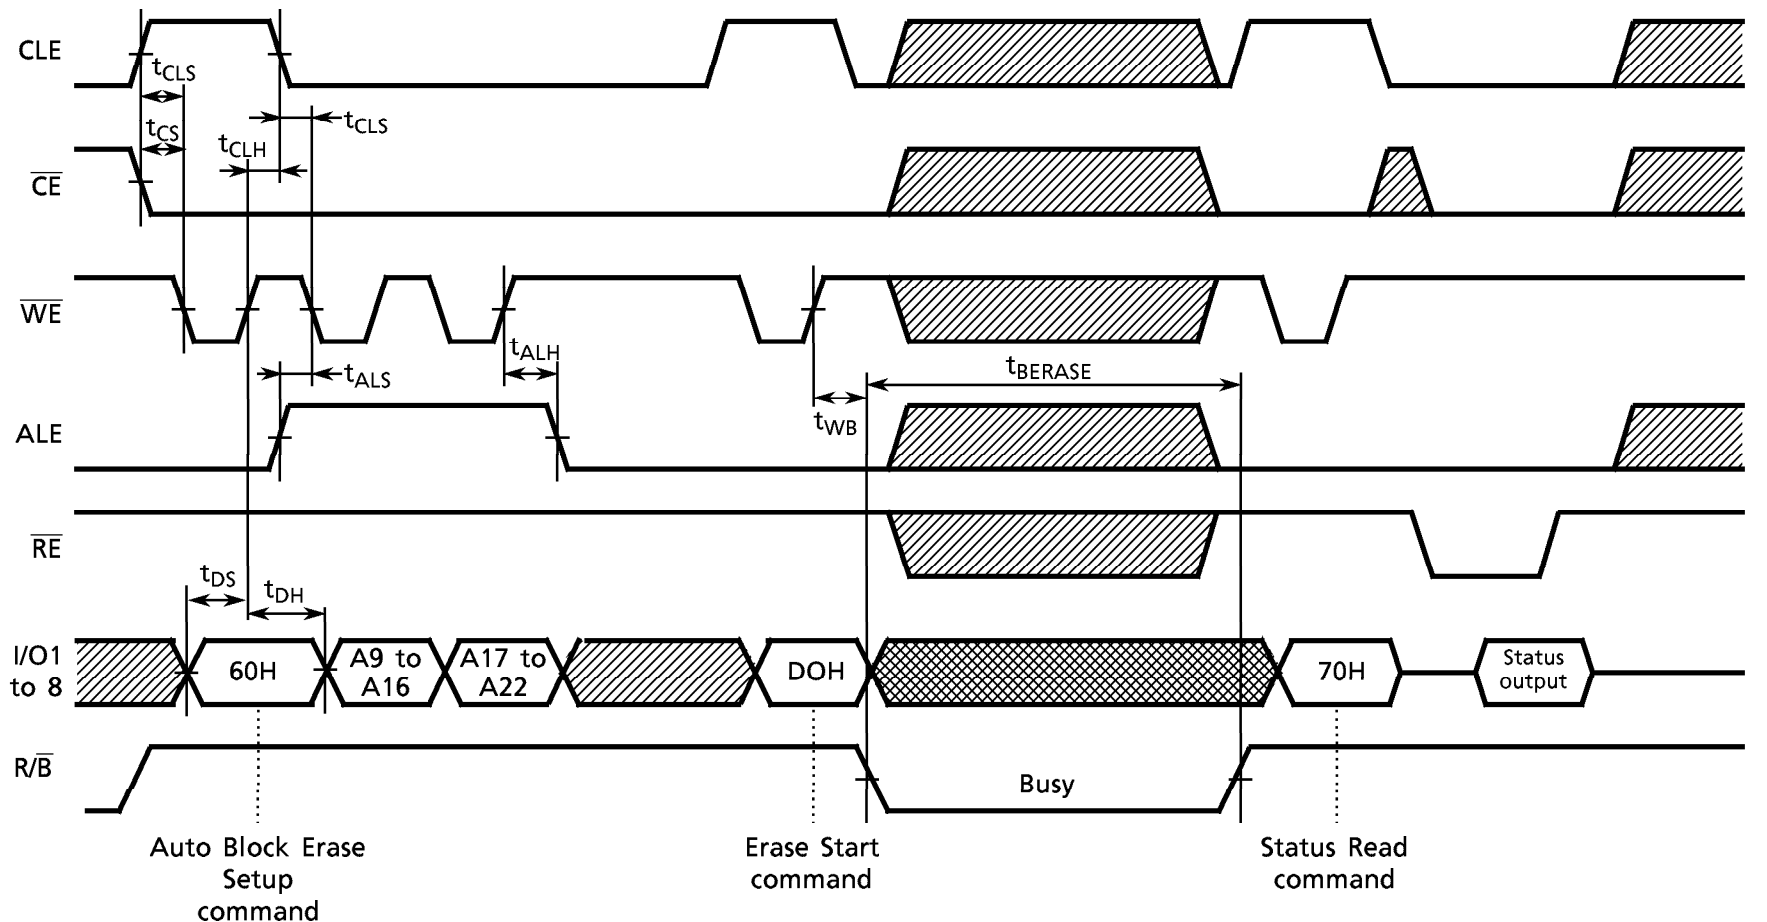 CLE
tCLS
tCS
tCLH
tCLS
CE
WE
tALH
tALS
tBERASE
tWB
ALE
RE
tDS
tDH
I/O1
to 8
60H
A9 to
A16
A17 to
A22
DOH
70H
Status
output
R/B
Busy
Auto Block Erase
Setup
command
Erase Start
command
Status Read
command